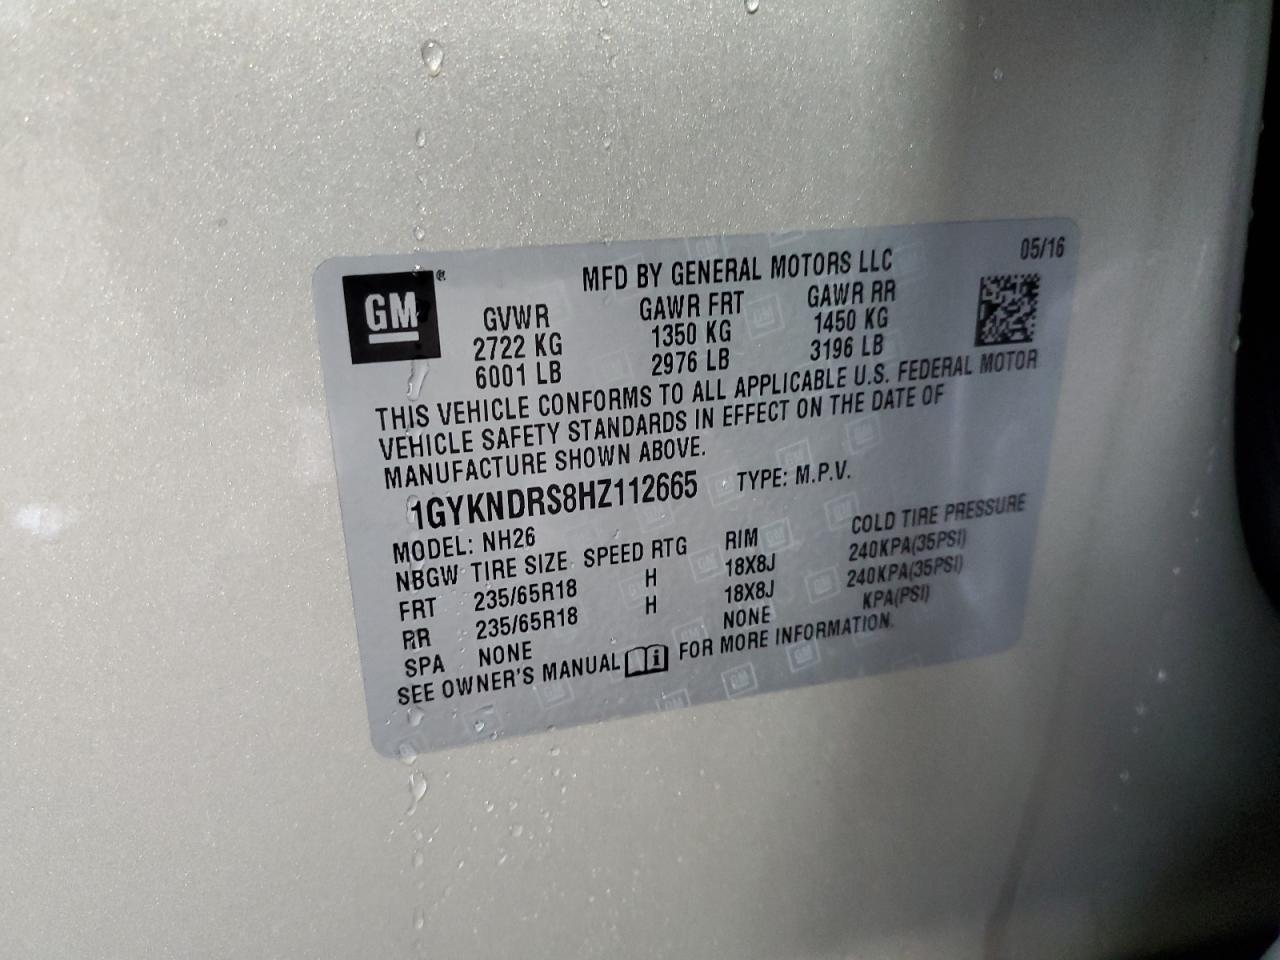 GM®
MFD BY GENERAL MOTORS LLC
05/16
GVWR GAWR FRT GAWR RR
2722 KG 1350 KG 1450 KG
6001 LB 2976 LB 3196 LB
THIS VEHICLE CONFORMS TO ALL APPLICABLE U.S. FEDERAL MOTOR
VEHICLE SAFETY STANDARDS IN EFFECT ON THE DATE OF
MANUFACTURE SHOWN ABOVE.
1GYKNDRS8HZ112665 TYPE: M.P.V.
MODEL: NH26
NBGW TIRE SIZE SPEED RTG RIM COLD TIRE PRESSURE
FRT 235/65R18 H 18X8J 240KPA(35PSI)
RR 235/65R18 H 18X8J 240KPA(35PSI)
SPA NONE NONE KPA(PSI)
SEE OWNER'S MANUAL FOR MORE INFORMATION.